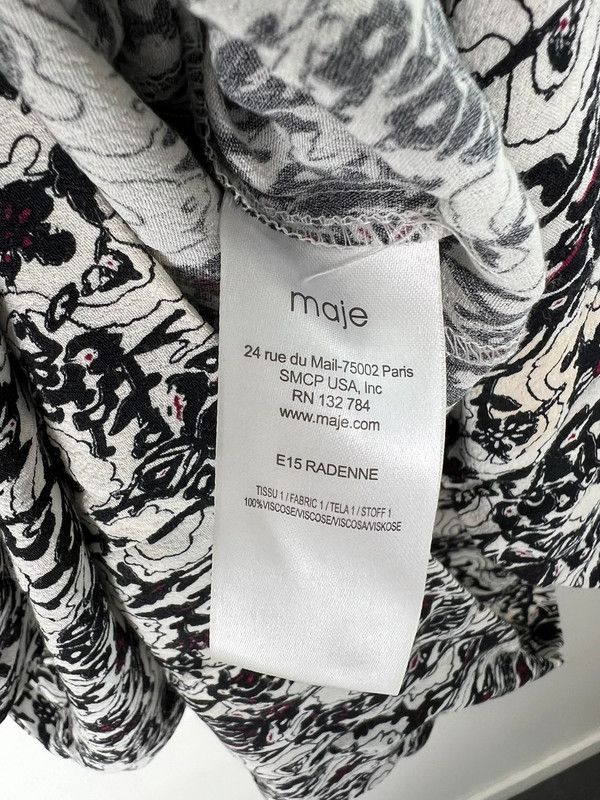 maje
24 rue du Mail-75002 Paris
SMCP USA, Inc
RN 132 784
www.maje.com
E15 RADENNE
TISSU 1 / FABRIC 1 / TELA 1 / STOFF 1
100%VISCOSE/VISCOSE/VISCOSA/VISKOSE